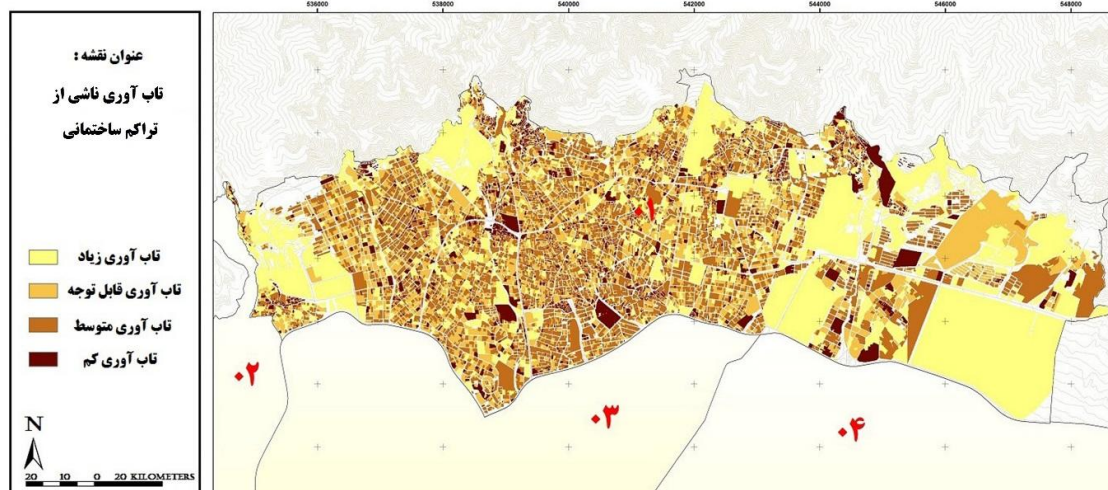 536000 538000 540000 542000 544000 546000 548000
عنوان نقشه :
تاب آوری ناشی از
تراکم ساختمانی
تاب آوری زیاد
تاب آوری قابل توجه
تاب آوری متوسط
تاب آوری کم
N
20 10 0 20 KILOMETERS
۰۱
۰۲
۰۳
۰۴